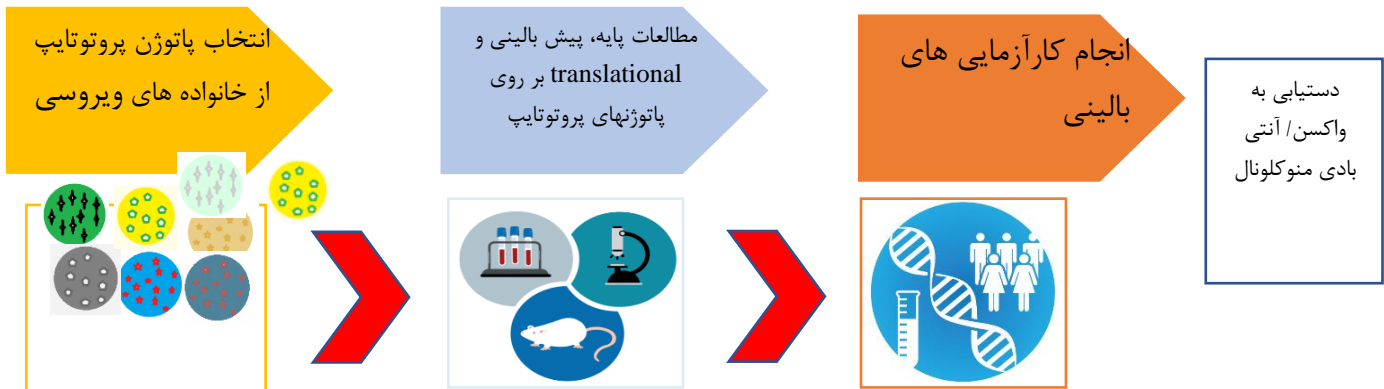 انتخاب پاتوژن پروتوتایپ
از خانواده های ویروسی
مطالعات پایه، پیش بالینی و
translational بر روی
پاتوژنهای پروتوتایپ
انجام کارآزمایی های
بالینی
دستیابی به
واکسن/ آنتی
بادی منوکلونال